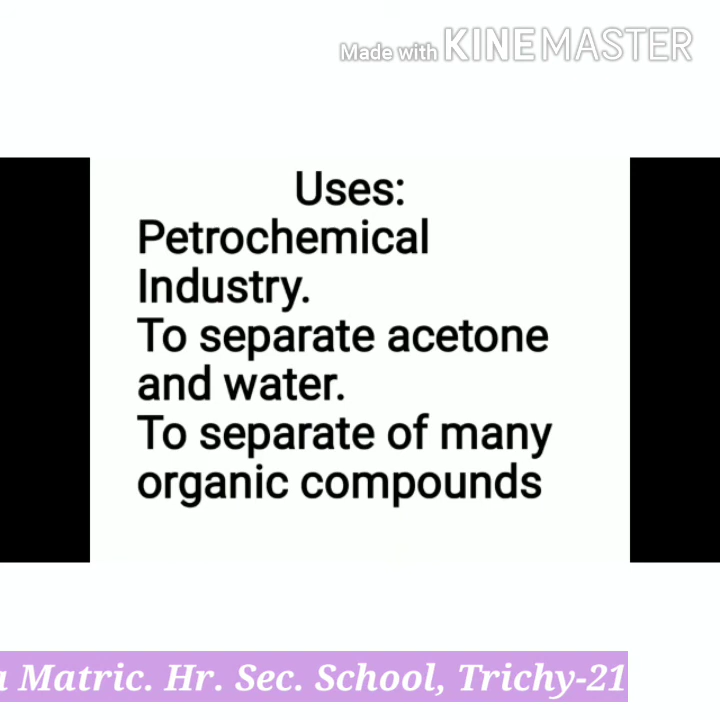 Made with KINEMASTER
Uses:
Petrochemical
Industry.
To separate acetone
and water.
To separate of many
organic compounds
Matric. Hr. Sec. School, Trichy-21